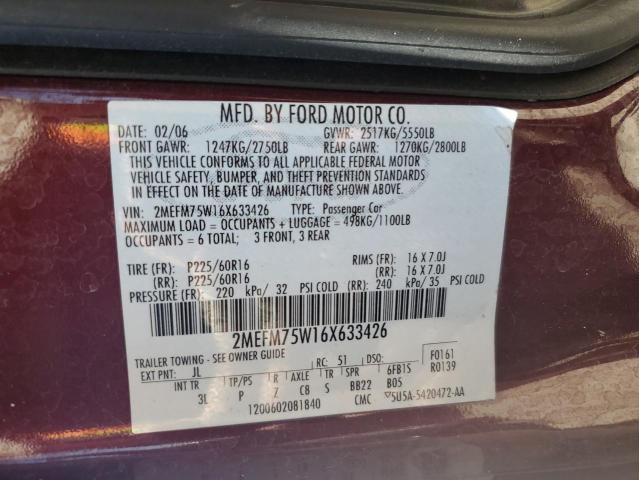 MFD. BY FORD MOTOR CO.
DATE: 02/06 GVWR: 2517KG/5550LB
FRONT GAWR: 1247KG/2750LB REAR GAWR: 1270KG/2800LB
THIS VEHICLE CONFORMS TO ALL APPLICABLE FEDERAL MOTOR
VEHICLE SAFETY, BUMPER, AND THEFT PREVENTION STANDARDS
IN EFFECT ON THE DATE OF MANUFACTURE SHOWN ABOVE.
VIN: 2MEFM75W16X633426 TYPE: Passenger Car
MAXIMUM LOAD = OCCUPANTS + LUGGAGE = 498KG/1100LB
OCCUPANTS = 6 TOTAL; 3 FRONT, 3 REAR
TIRE (FR): P225/60R16 RIMS (FR): 16 X 7.0J
(RR): P225/60R16 (RR): 16 X 7.0J
PRESSURE (FR): 220 kPa/ 32 PSI COLD (RR): 240 kPa/ 35 PSI COLD
2MEFM75W16X633426
TRAILER TOWING - SEE OWNER GUIDE
EXT PNT: JL RC: 51 DSO: F0161
INT TR TP/PS R AXLE TR SPR 6FB1S R0139
3L P Z C8 S BB22 B05
1200602081840 CMC 5U5A-5420472-AA